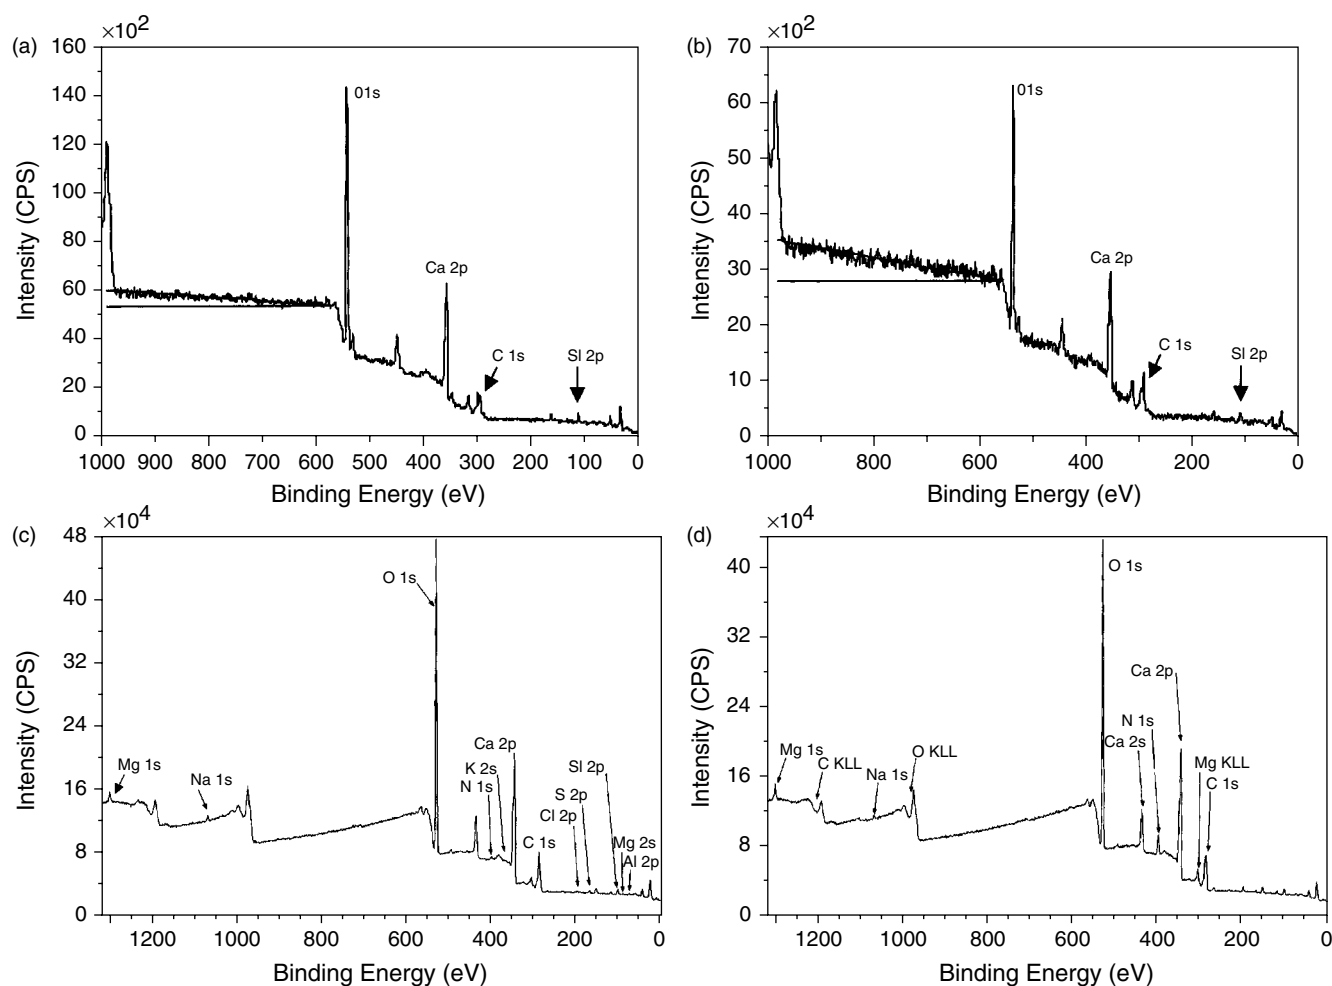 (a)
×10²
160
140
120
100
80
60
40
20
0
Intensity (CPS)
01s
Ca 2p
C 1s
Sl 2p
1000 900 800 700 600 500 400 300 200 100 0
Binding Energy (eV)
(b)
×10²
70
60
50
40
30
20
10
0
Intensity (CPS)
01s
Ca 2p
C 1s
Sl 2p
1000 800 600 400 200 0
Binding Energy (eV)
(c)
×10⁴
48
40
32
24
16
8
4
0
Intensity (CPS)
Mg 1s
Na 1s
O 1s
Ca 2p
K 2s
N 1s
C 1s
Sl 2p
S 2p
Cl 2p
Mg 2s
Al 2p
1200 1000 800 600 400 200 0
Binding Energy (eV)
(d)
×10⁴
40
32
24
16
8
4
0
Intensity (CPS)
Mg 1s
C KLL
Na 1s
O KLL
O 1s
Ca 2p
N 1s
Ca 2s
Mg KLL
C 1s
1200 1000 800 600 400 200 0
Binding Energy (eV)